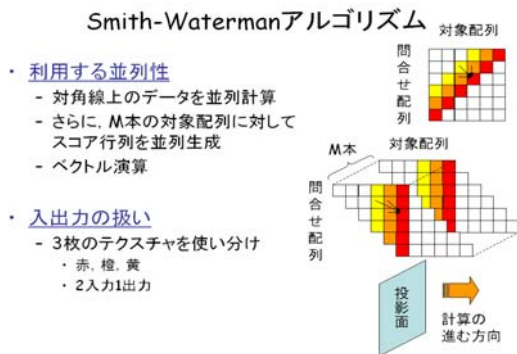 Smith-Watermanアルゴリズム
・ 利用する並列性
– 対角線上のデータを並列計算
– さらに，M本の対象配列に対して
スコア行列を並列生成
– ベクトル演算
・ 入出力の扱い
– 3枚のテクスチャを使い分け
・ 赤，橙，黄
・ 2入力1出力
対象配列
問合せ配列
対象配列
M本
問合せ配列
投影面
計算の
進む方向